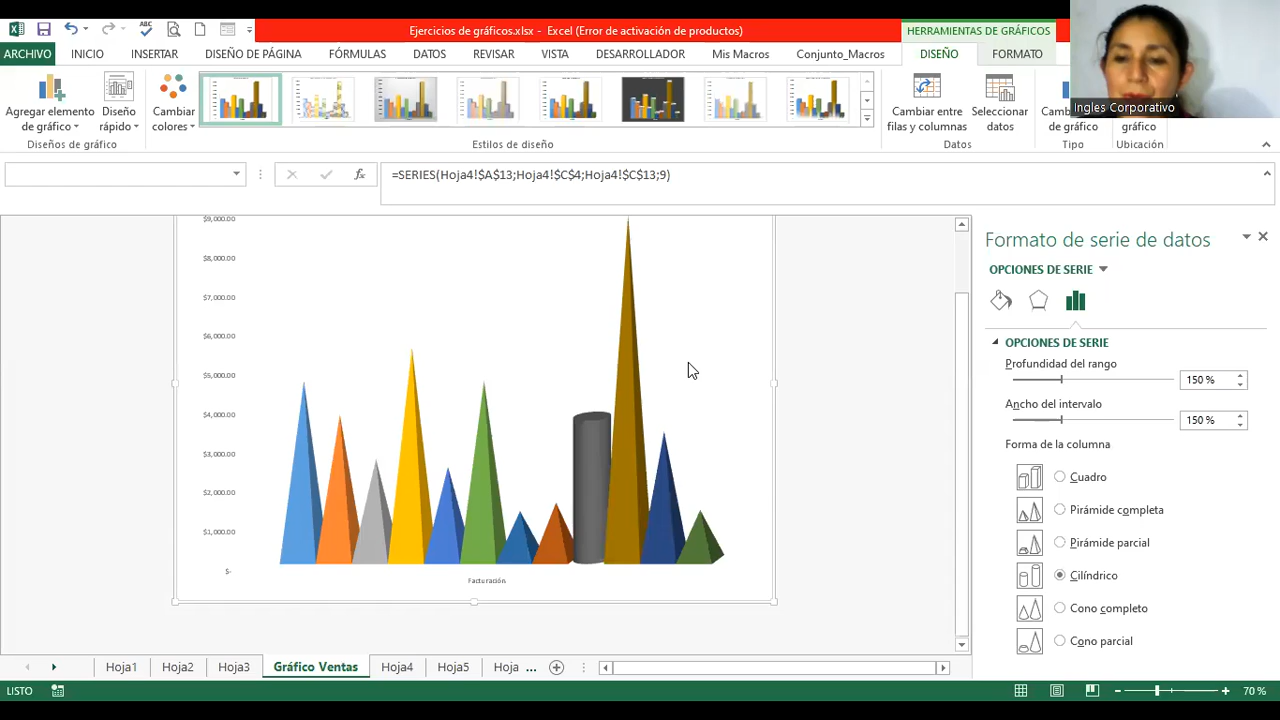 Ejercicios de gráficos.xlsx - Excel (Error de activación de productos)
HERRAMIENTAS DE GRÁFICOS
ARCHIVO INICIO INSERTAR DISEÑO DE PÁGINA FÓRMULAS DATOS REVISAR VISTA DESARROLLADOR Mis Macros Conjunto_Macros DISEÑO FORMATO
Agregar elemento de gráfico
Diseño rápido
Cambiar colores
Cambiar entre filas y columnas
Seleccionar datos
de gráfico
gráfico
Ingles Corporativo
Diseños de gráfico
Estilos de diseño
Datos
Tipo
Ubicación
=SERIES(Hoja4!$A$13;Hoja4!$C$4;Hoja4!$C$13;9)
$9,000.00
$8,000.00
$7,000.00
$6,000.00
$5,000.00
$4,000.00
$3,000.00
$2,000.00
$1,000.00
$-
Facturación
Formato de serie de datos
OPCIONES DE SERIE
OPCIONES DE SERIE
Profundidad del rango
150 %
Ancho del intervalo
150 %
Forma de la columna
Cuadro
Pirámide completa
Pirámide parcial
Cilíndrico
Cono completo
Cono parcial
Hoja1 Hoja2 Hoja3 Gráfico Ventas Hoja4 Hoja5 Hoja ...
LISTO
70 %